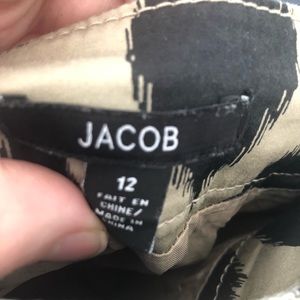 JACOB
12
FAIT EN
CHINE/
MADE IN
CHINA